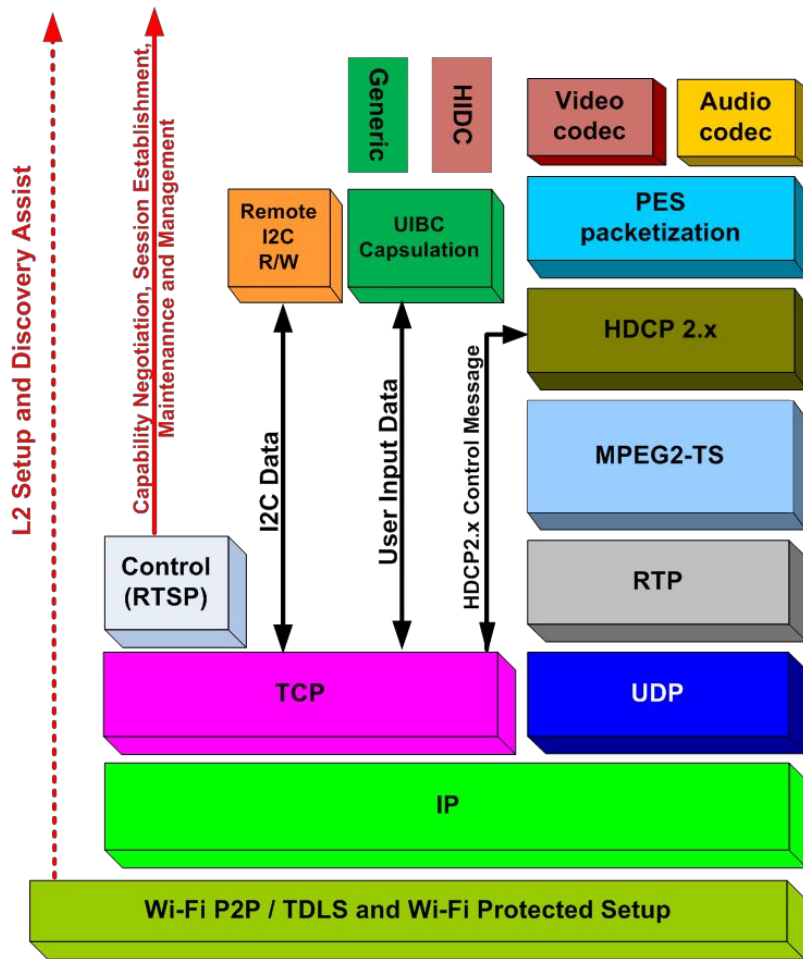 L2 Setup and Discovery Assist
Capability Negotiation, Session Establishment,
Maintenannce and Management
Generic
HIDC
Video
codec
Audio
codec
Remote
I2C
R/W
UIBC
Capsulation
PES
packetization
HDCP 2.x
I2C Data
User Input Data
HDCP2.x Control Message
MPEG2-TS
Control
(RTSP)
RTP
TCP
UDP
IP
Wi-Fi P2P / TDLS and Wi-Fi Protected Setup